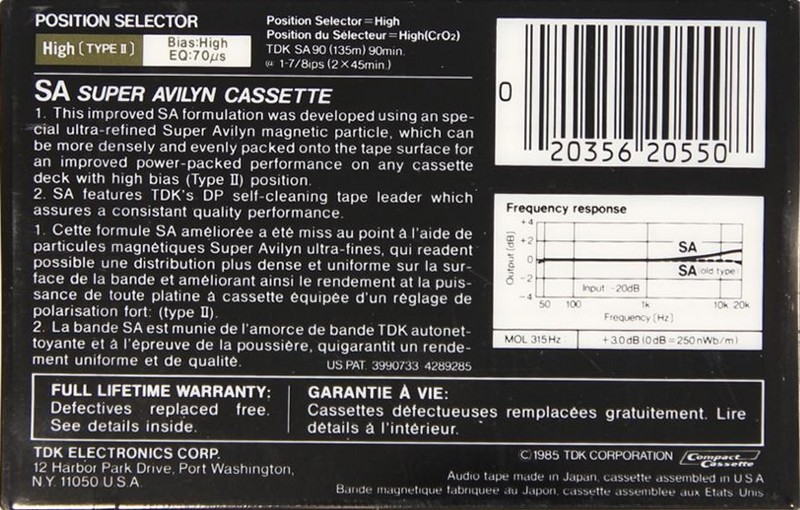 POSITION SELECTOR
High (TYPE II)
Bias:High
EQ:70μs
Position Selector=High
Position du Sélecteur=High(CrO2)
TDK SA90 (135m) 90min.
@ 1-7/8ips (2×45min.)
SA SUPER AVILYN CASSETTE
1. This improved SA formulation was developed using an spe-
cial ultra-refined Super Avilyn magnetic particle, which can
be more densely and evenly packed onto the tape surface for
an improved power-packed performance on any cassette
deck with high bias (Type II) position.
2. SA features TDK's DP self-cleaning tape leader which
assures a consistant quality performance.
1. Cette formule SA améliorée a été miss au point à l'aide de
particules magnétiques Super Avilyn ultra-fines, qui readent
possible une distribution plus dense et uniforme sur la sur-
face de la bande et améliorant ainsi le rendement at la puis-
sance de toute platine à cassette équipée d'un réglage de
polarisation fort: (type II).
2. La bande SA est munie de l'amorce de bande TDK autonet-
toyante et à l'épreuve de la poussière, quigarantit un rende-
ment uniforme et de qualité.
US.PAT. 3990733 4289285
0 20356 20550
Frequency response
Output (dB)
+4
+2
0
-2
-4
SA
SA (old type)
Input -20dB
50 100 1k 10k 20k
Frequency (Hz)
MOL 315Hz +3.0dB (0dB=250nWb/m)
FULL LIFETIME WARRANTY:
Defectives replaced free.
See details inside.
GARANTIE À VIE:
Cassettes défectueuses remplacées gratuitement. Lire
détails à l'intérieur.
TDK ELECTRONICS CORP.
12 Harbor Park Drive, Port Washington,
N.Y. 11050 U.S.A.
©1985 TDK CORPORATION
Compact
Cassette
Audio tape made in Japan, cassette assembled in U S A
Bande magnetique fabriquee au Japon, cassette assemblee aux Etats Unis